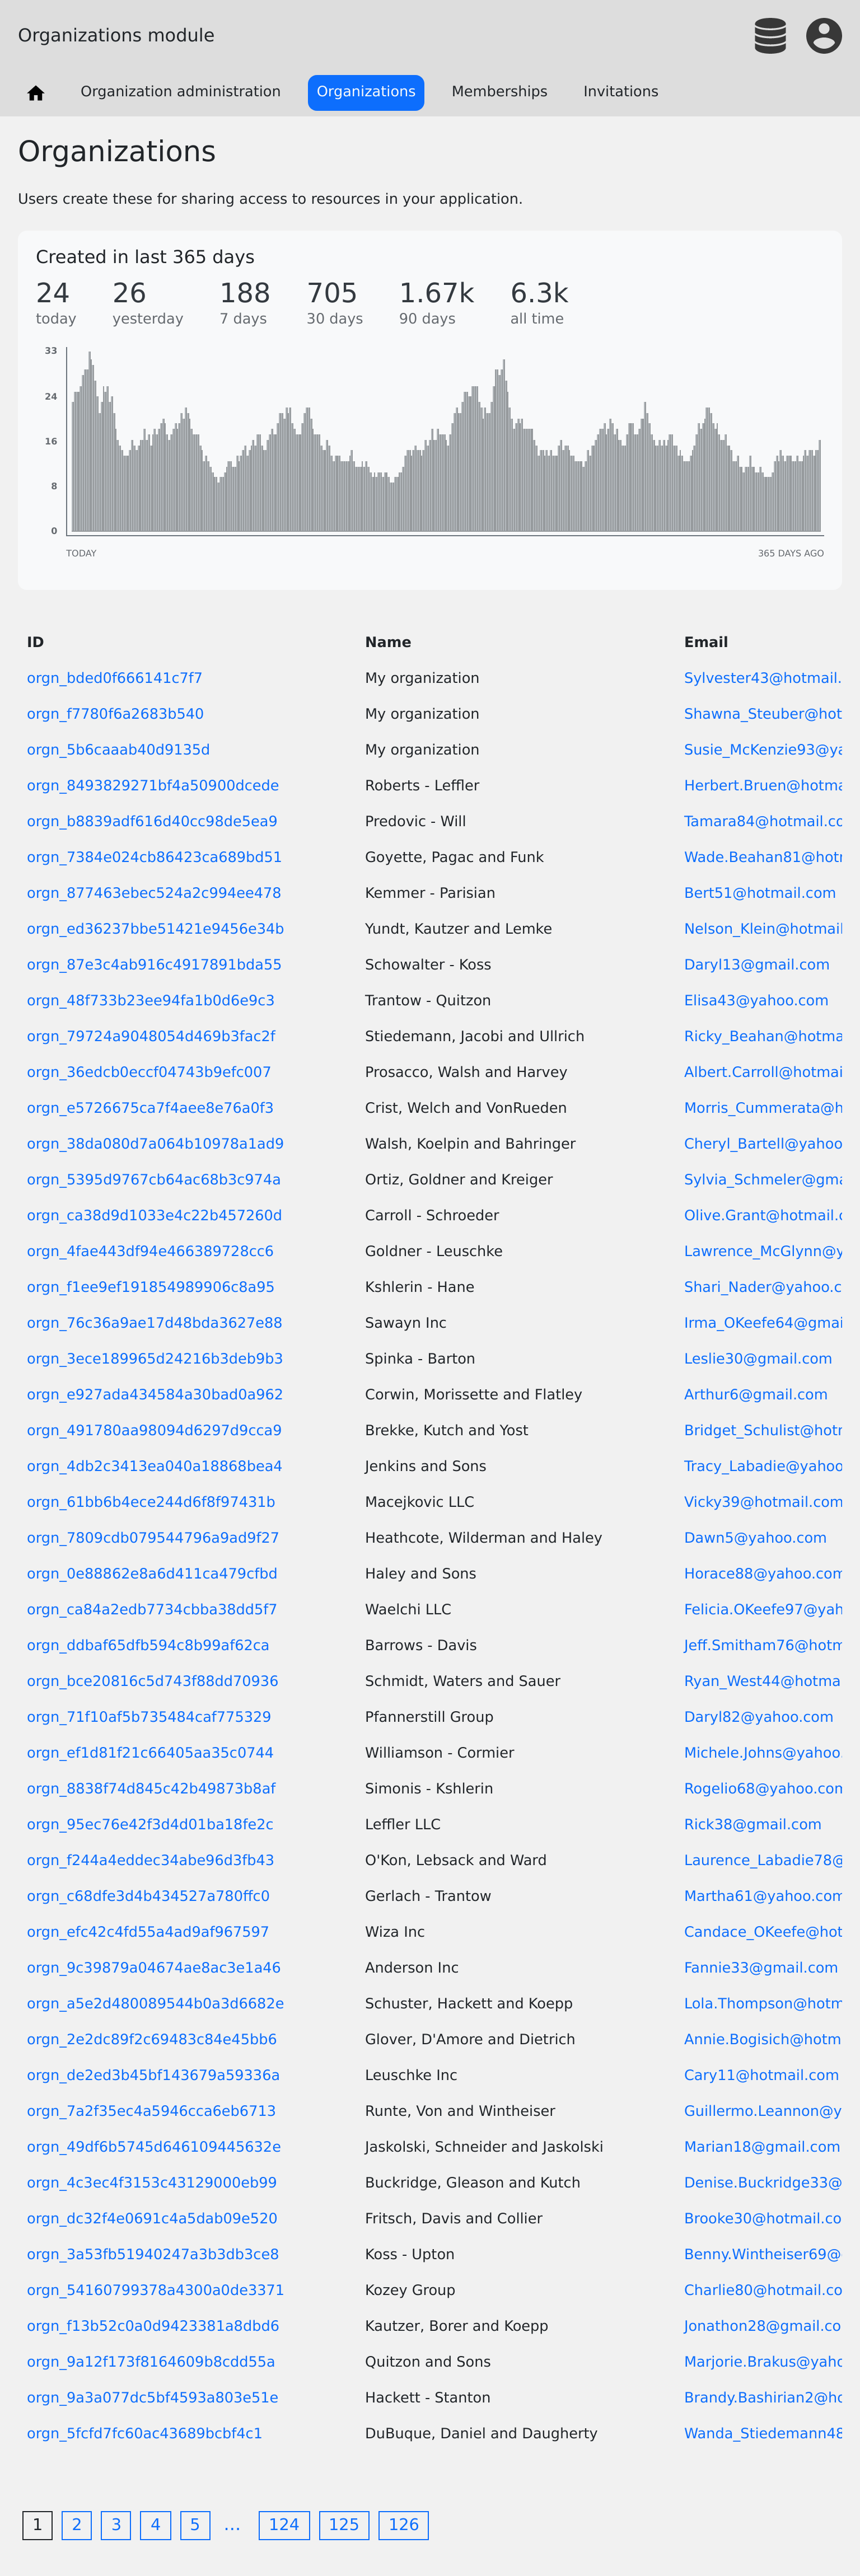 Organizations module
Organization administration Organizations Memberships Invitations
Organizations
Users create these for sharing access to resources in your application.
Created in last 365 days
24 26 188 705 1.67k 6.3k
today yesterday 7 days 30 days 90 days all time
33
24
16
8
0
TODAY 365 DAYS AGO
ID Name Email
orgn_bded0f666141c7f7 My organization Sylvester43@hotmail.
orgn_f7780f6a2683b540 My organization Shawna_Steuber@hot
orgn_5b6caaab40d9135d My organization Susie_McKenzie93@ya
orgn_8493829271bf4a50900dcede Roberts - Leffler Herbert.Bruen@hotma
orgn_b8839adf616d40cc98de5ea9 Predovic - Will Tamara84@hotmail.co
orgn_7384e024cb86423ca689bd51 Goyette, Pagac and Funk Wade.Beahan81@hotr
orgn_877463ebec524a2c994ee478 Kemmer - Parisian Bert51@hotmail.com
orgn_ed36237bbe51421e9456e34b Yundt, Kautzer and Lemke Nelson_Klein@hotmail
orgn_87e3c4ab916c4917891bda55 Schowalter - Koss Daryl13@gmail.com
orgn_48f733b23ee94fa1b0d6e9c3 Trantow - Quitzon Elisa43@yahoo.com
orgn_79724a9048054d469b3fac2f Stiedemann, Jacobi and Ullrich Ricky_Beahan@hotma
orgn_36edcb0eccf04743b9efc007 Prosacco, Walsh and Harvey Albert.Carroll@hotmai
orgn_e5726675ca7f4aee8e76a0f3 Crist, Welch and VonRueden Morris_Cummerata@h
orgn_38da080d7a064b10978a1ad9 Walsh, Koelpin and Bahringer Cheryl_Bartell@yahoo
orgn_5395d9767cb64ac68b3c974a Ortiz, Goldner and Kreiger Sylvia_Schmeler@gma
orgn_ca38d9d1033e4c22b457260d Carroll - Schroeder Olive.Grant@hotmail.c
orgn_4fae443df94e466389728cc6 Goldner - Leuschke Lawrence_McGlynn@y
orgn_f1ee9ef191854989906c8a95 Kshlerin - Hane Shari_Nader@yahoo.c
orgn_76c36a9ae17d48bda3627e88 Sawayn Inc Irma_OKeefe64@gmai
orgn_3ece189965d24216b3deb9b3 Spinka - Barton Leslie30@gmail.com
orgn_e927ada434584a30bad0a962 Corwin, Morissette and Flatley Arthur6@gmail.com
orgn_491780aa98094d6297d9cca9 Brekke, Kutch and Yost Bridget_Schulist@hotr
orgn_4db2c3413ea040a18868bea4 Jenkins and Sons Tracy_Labadie@yahoo
orgn_61bb6b4ece244d6f8f97431b Macejkovic LLC Vicky39@hotmail.com
orgn_7809cdb079544796a9ad9f27 Heathcote, Wilderman and Haley Dawn5@yahoo.com
orgn_0e88862e8a6d411ca479cfbd Haley and Sons Horace88@yahoo.com
orgn_ca84a2edb7734cbba38dd5f7 Waelchi LLC Felicia.OKeefe97@yah
orgn_ddbaf65dfb594c8b99af62ca Barrows - Davis Jeff.Smitham76@hotm
orgn_bce20816c5d743f88dd70936 Schmidt, Waters and Sauer Ryan_West44@hotma
orgn_71f10af5b735484caf775329 Pfannerstill Group Daryl82@yahoo.com
orgn_ef1d81f21c66405aa35c0744 Williamson - Cormier Michele.Johns@yahoo.
orgn_8838f74d845c42b49873b8af Simonis - Kshlerin Rogelio68@yahoo.com
orgn_95ec76e42f3d4d01ba18fe2c Leffler LLC Rick38@gmail.com
orgn_f244a4eddec34abe96d3fb43 O'Kon, Lebsack and Ward Laurence_Labadie78@
orgn_c68dfe3d4b434527a780ffc0 Gerlach - Trantow Martha61@yahoo.com
orgn_efc42c4fd55a4ad9af967597 Wiza Inc Candace_OKeefe@hot
orgn_9c39879a04674ae8ac3e1a46 Anderson Inc Fannie33@gmail.com
orgn_a5e2d480089544b0a3d6682e Schuster, Hackett and Koepp Lola.Thompson@hotm
orgn_2e2dc89f2c69483c84e45bb6 Glover, D'Amore and Dietrich Annie.Bogisich@hotm
orgn_de2ed3b45bf143679a59336a Leuschke Inc Cary11@hotmail.com
orgn_7a2f35ec4a5946cca6eb6713 Runte, Von and Wintheiser Guillermo.Leannon@y
orgn_49df6b5745d646109445632e Jaskolski, Schneider and Jaskolski Marian18@gmail.com
orgn_4c3ec4f3153c43129000eb99 Buckridge, Gleason and Kutch Denise.Buckridge33@
orgn_dc32f4e0691c4a5dab09e520 Fritsch, Davis and Collier Brooke30@hotmail.co
orgn_3a53fb51940247a3b3db3ce8 Koss - Upton Benny.Wintheiser69@
orgn_54160799378a4300a0de3371 Kozey Group Charlie80@hotmail.co
orgn_f13b52c0a0d9423381a8dbd6 Kautzer, Borer and Koepp Jonathon28@gmail.co
orgn_9a12f173f8164609b8cdd55a Quitzon and Sons Marjorie.Brakus@yaho
orgn_9a3a077dc5bf4593a803e51e Hackett - Stanton Brandy.Bashirian2@ho
orgn_5fcfd7fc60ac43689bcbf4c1 DuBuque, Daniel and Daugherty Wanda_Stiedemann48
1 2 3 4 5 … 124 125 126